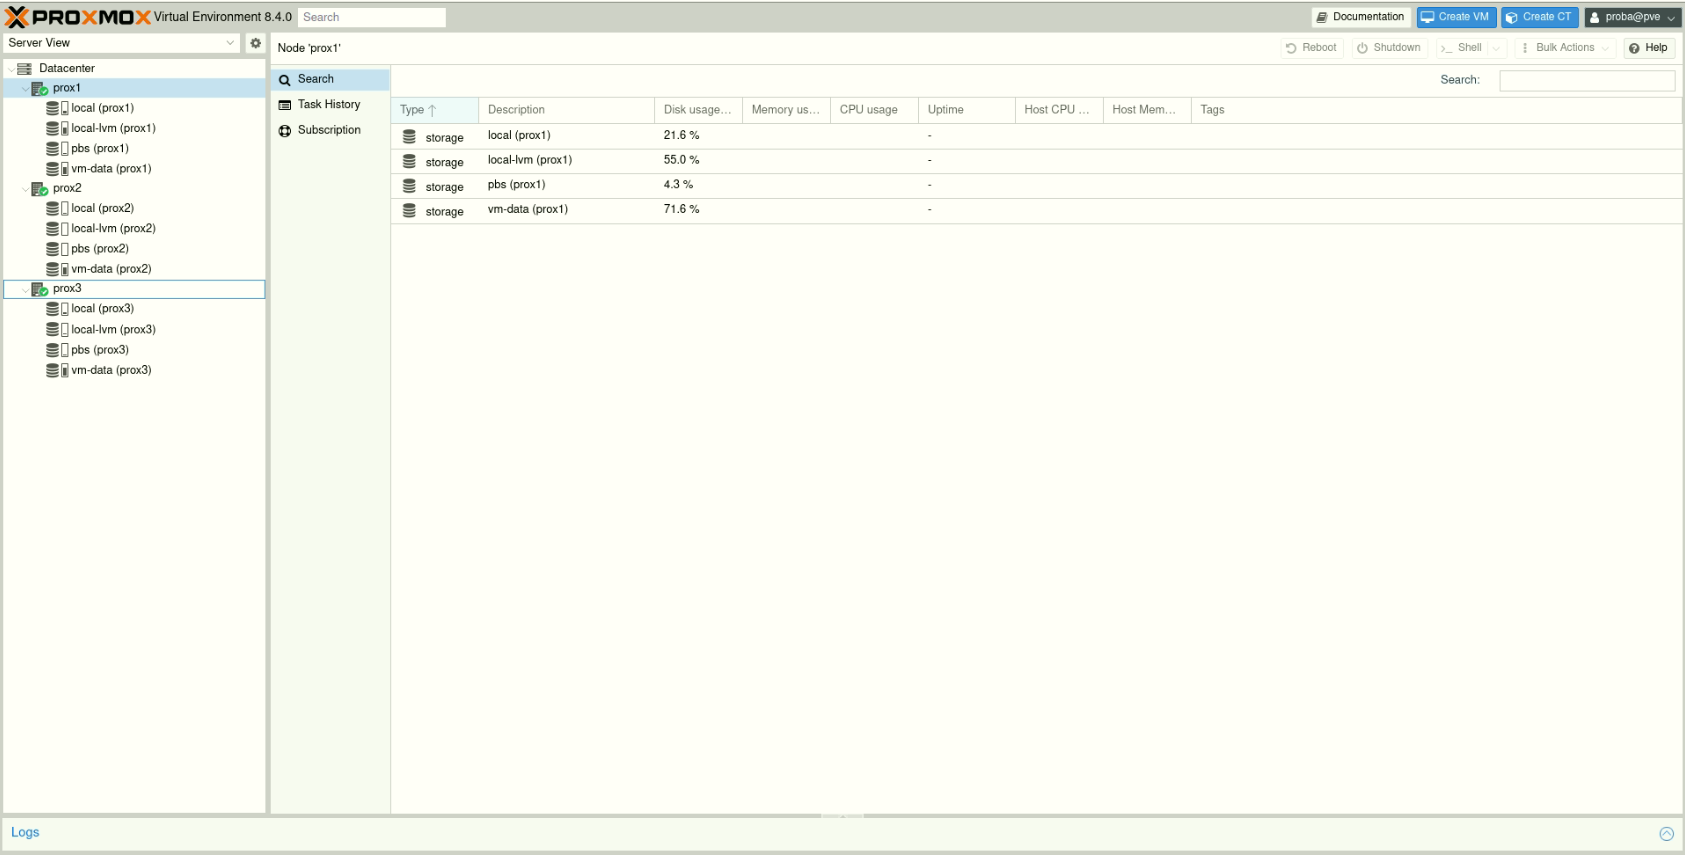 PROXMOX Virtual Environment 8.4.0 Search Documentation Create VM Create CT proba@pve
Server View
Node 'prox1' Reboot Shutdown Shell Bulk Actions Help
Datacenter
prox1
local (prox1)
local-lvm (prox1)
pbs (prox1)
vm-data (prox1)
prox2
local (prox2)
local-lvm (prox2)
pbs (prox2)
vm-data (prox2)
prox3
local (prox3)
local-lvm (prox3)
pbs (prox3)
vm-data (prox3)
Search
Task History
Subscription
Search:
Type Description Disk usage... Memory us... CPU usage Uptime Host CPU ... Host Mem... Tags
storage local (prox1) 21.6 % -
storage local-lvm (prox1) 55.0 % -
storage pbs (prox1) 4.3 % -
storage vm-data (prox1) 71.6 % -
Logs